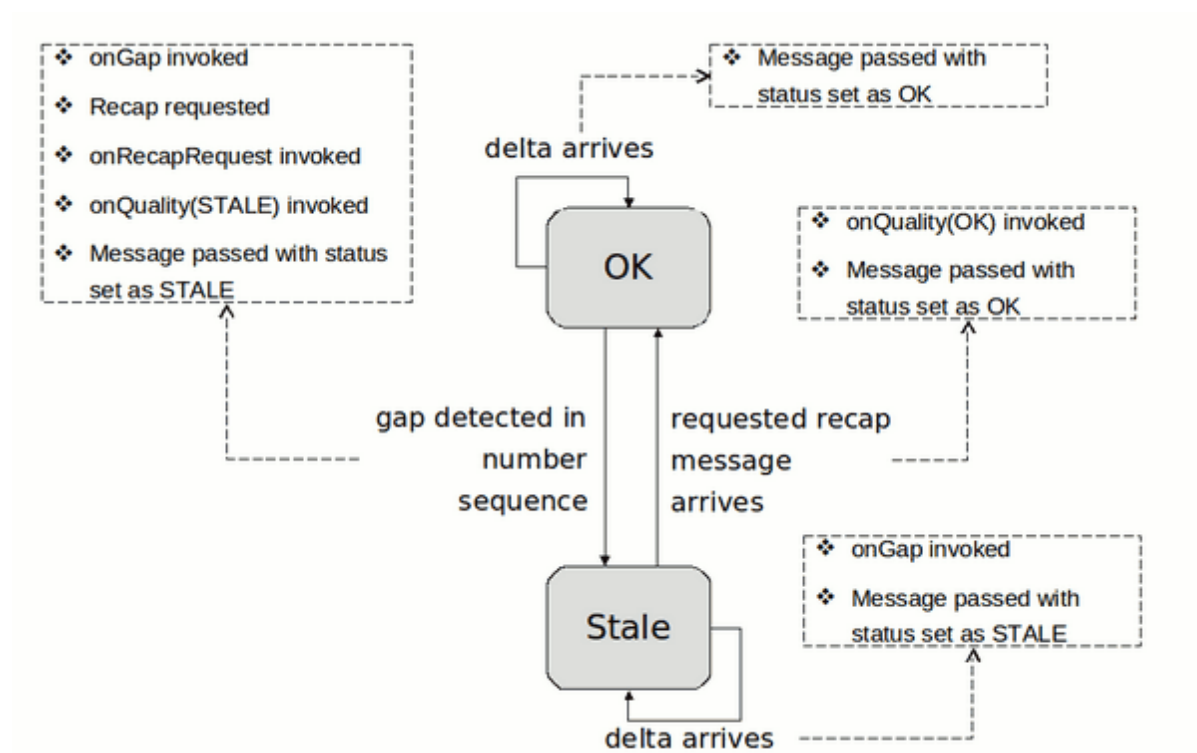 ❖ onGap invoked
❖ Recap requested
❖ onRecapRequest invoked
❖ onQuality(STALE) invoked
❖ Message passed with status
set as STALE
❖ Message passed with
status set as OK
delta arrives
OK
❖ onQuality(OK) invoked
❖ Message passed with
status set as OK
gap detected in
number
sequence
requested recap
message
arrives
❖ onGap invoked
❖ Message passed with
status set as STALE
Stale
delta arrives